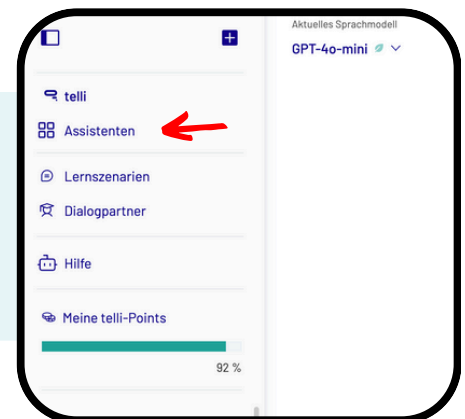 telli
Assistenten
Lernszenarien
Dialogpartner
Hilfe
Meine telli-Points
92 %
Aktuelles Sprachmodell
GPT-4o-mini